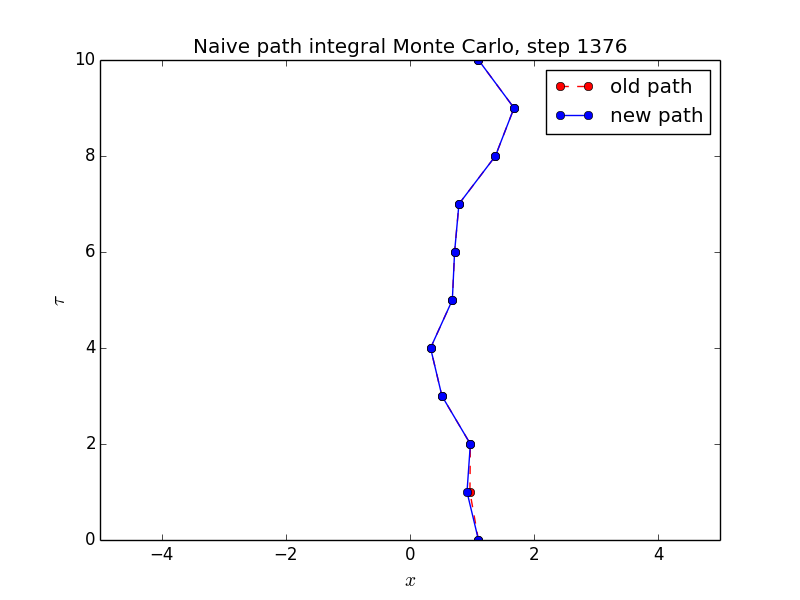 Naive path integral Monte Carlo, step 1376
old path
new path
10
8
6
4
2
0
τ
−4 −2 0 2 4
x